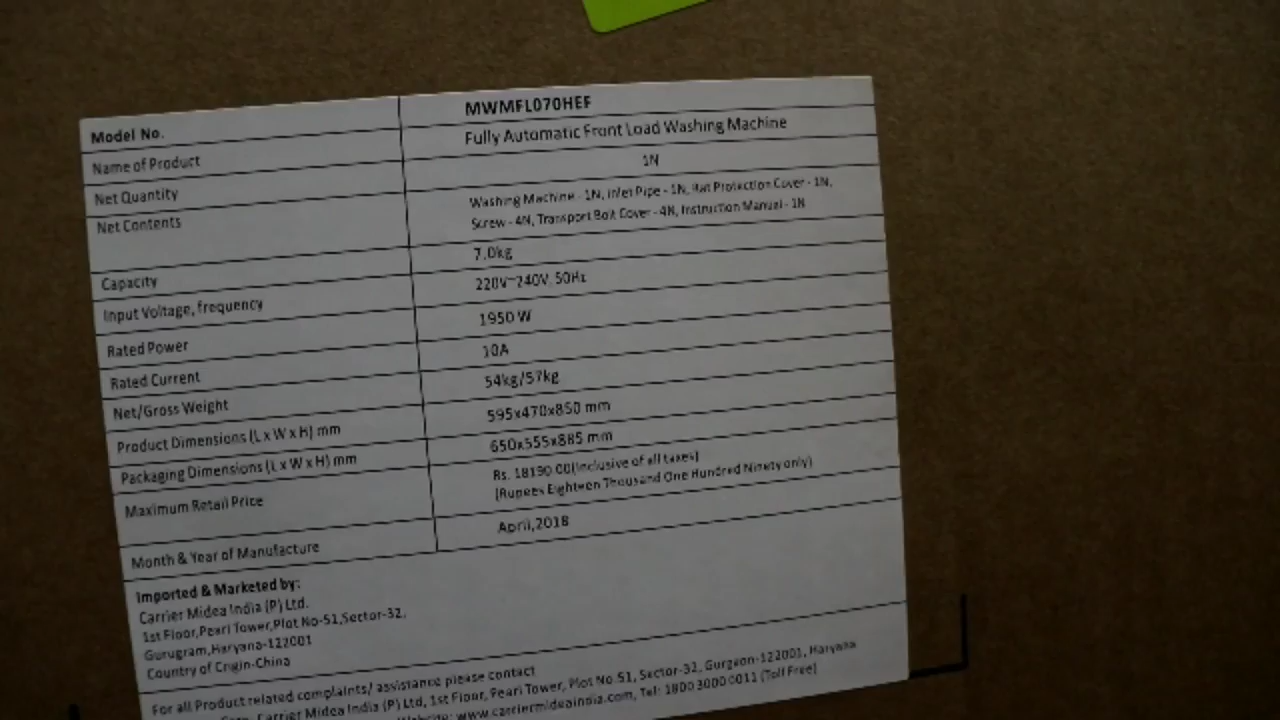 Model No. MWMFL070HEF
Name of Product Fully Automatic Front Load Washing Machine
Net Quantity 1N
Net Contents Washing Machine - 1N, Inlet Pipe - 1N, Rat Protection Cover - 1N,
Screw - 4N, Transport Bolt Cover - 4N, Instruction Manual - 1N
Capacity 7.0kg
Input Voltage, frequency 220V~240V, 50Hz
Rated Power 1950 W
Rated Current 10A
Net/Gross Weight 54kg/57kg
Product Dimensions (L x W x H) mm 595x470x850 mm
Packaging Dimensions (L x W x H) mm 650x555x885 mm
Maximum Retail Price Rs. 18190.00(Inclusive of all taxes)
(Rupees Eighteen Thousand One Hundred Ninety only)
Month & Year of Manufacture April,2018
Imported & Marketed by:
Carrier Midea India (P) Ltd.
1st Floor,Pearl Tower,Plot No-51,Sector-32,
Gurugram,Haryana-122001
Country of Origin-China
For all Product related complaints/ assistance please contact
Carrier Midea India (P) Ltd, 1st Floor, Pearl Tower, Plot No.51, Sector-32, Gurgaon-122001, Haryana
Website: www.carriermideaindia.com, Tel: 1800 3000 0011 (Toll Free)